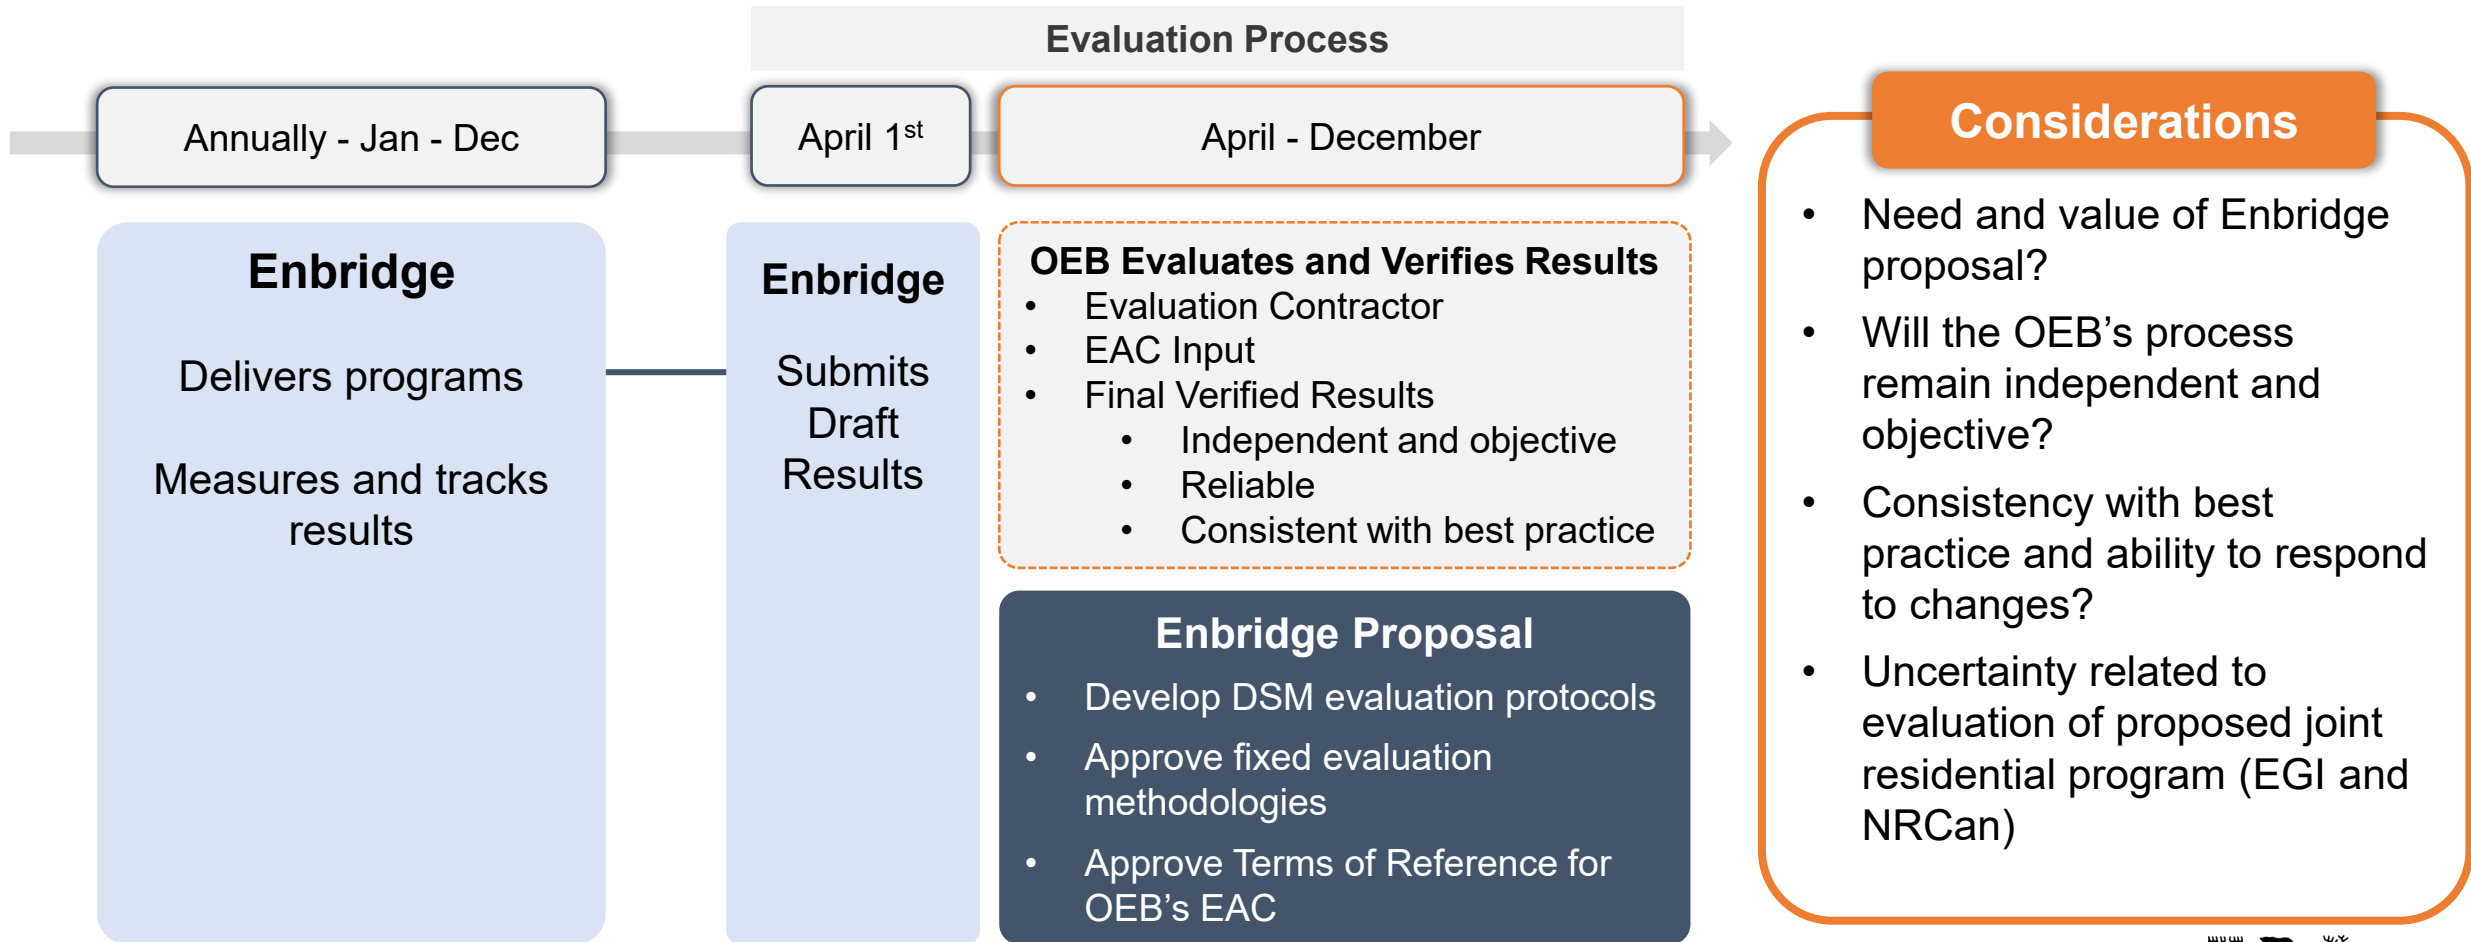 Evaluation Process
Annually - Jan - Dec
April 1st
April - December
Enbridge
Delivers programs
Measures and tracks
results
Enbridge
Submits
Draft
Results
OEB Evaluates and Verifies Results
• Evaluation Contractor
• EAC Input
• Final Verified Results
• Independent and objective
• Reliable
• Consistent with best practice
Enbridge Proposal
• Develop DSM evaluation protocols
• Approve fixed evaluation
methodologies
• Approve Terms of Reference for
OEB’s EAC
Considerations
• Need and value of Enbridge
proposal?
• Will the OEB’s process
remain independent and
objective?
• Consistency with best
practice and ability to respond
to changes?
• Uncertainty related to
evaluation of proposed joint
residential program (EGI and
NRCan)